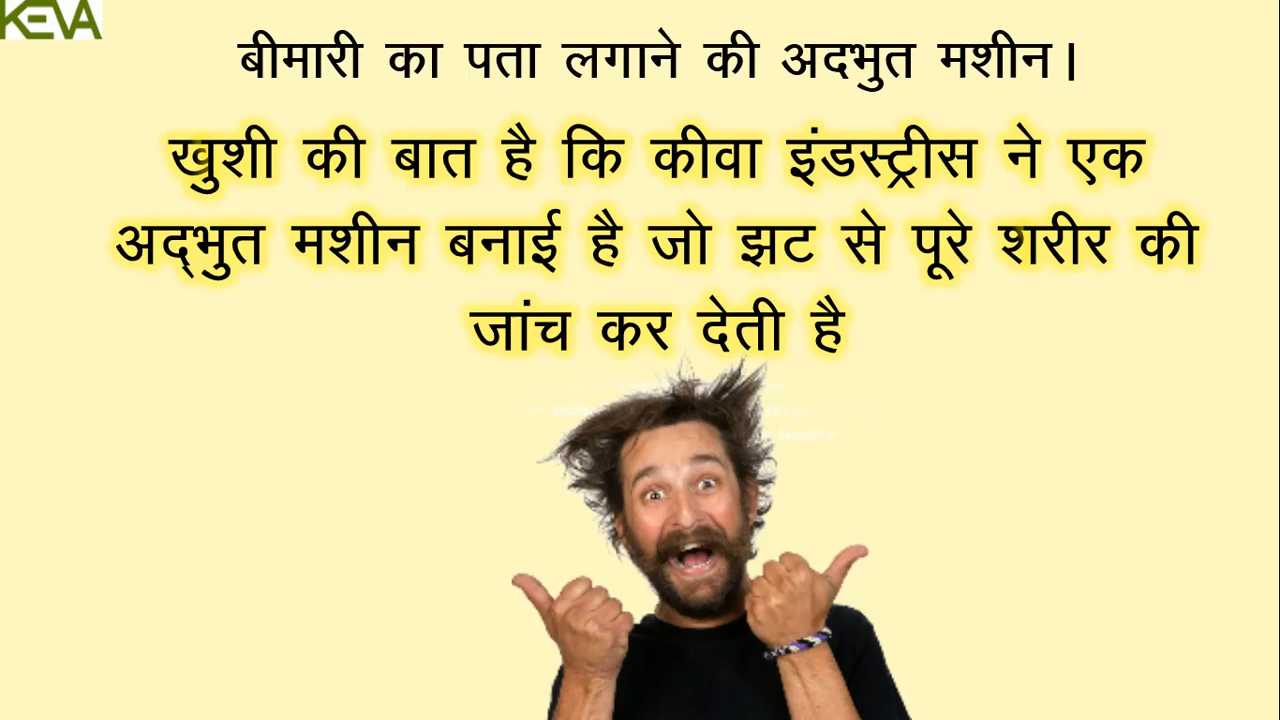 KEVA
बीमारी का पता लगाने की अदभुत मशीन।
खुशी की बात है कि कीवा इंडस्ट्रीस ने एक
अद्‌भुत मशीन बनाई है जो झट से पूरे शरीर की
जांच कर देती है